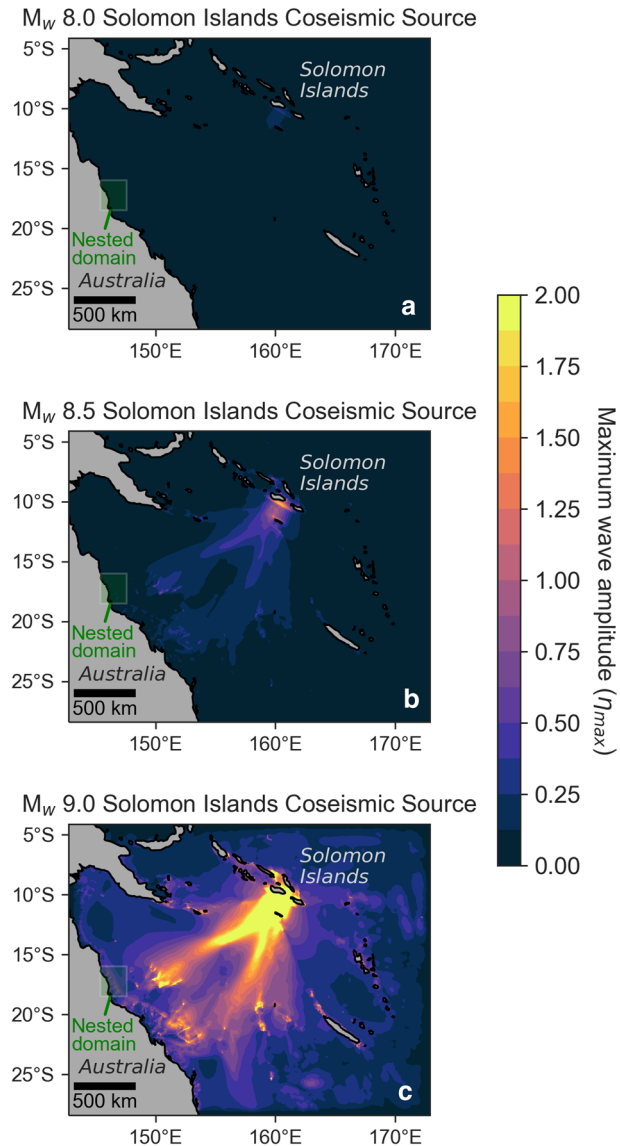 M_w 8.0 Solomon Islands Coseismic Source
5°S
10°S
15°S
20°S
25°S
Solomon
Islands
Nested
domain
Australia
500 km
a
150°E 160°E 170°E
M_w 8.5 Solomon Islands Coseismic Source
5°S
10°S
15°S
20°S
25°S
Solomon
Islands
Nested
domain
Australia
500 km
b
150°E 160°E 170°E
M_w 9.0 Solomon Islands Coseismic Source
5°S
10°S
15°S
20°S
25°S
Solomon
Islands
Nested
domain
Australia
500 km
c
150°E 160°E 170°E
2.00
1.75
1.50
1.25
1.00
0.75
0.50
0.25
0.00
Maximum wave amplitude (η_max)